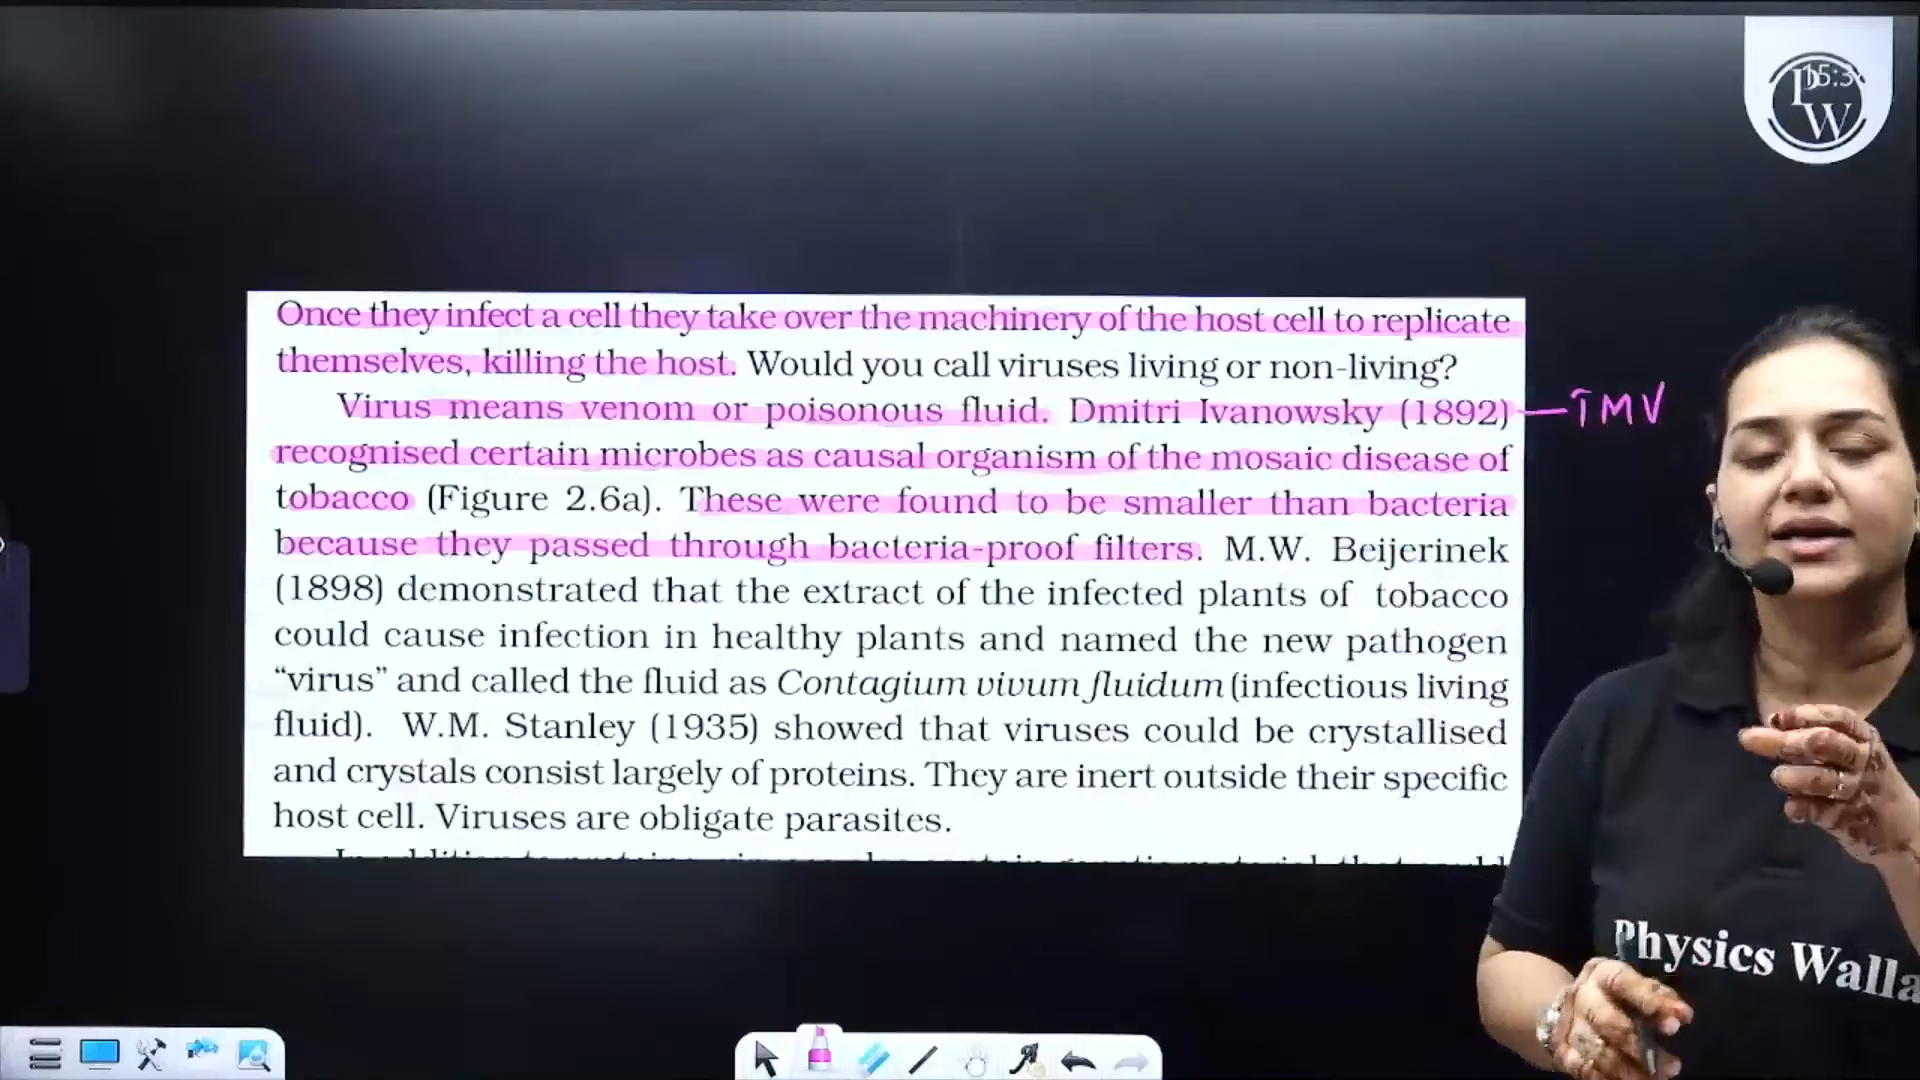 15:3
PW
Once they infect a cell they take over the machinery of the host cell to replicate
themselves, killing the host. Would you call viruses living or non-living?
Virus means venom or poisonous fluid. Dmitri Ivanowsky (1892)
TMV
recognised certain microbes as causal organism of the mosaic disease of
tobacco (Figure 2.6a). These were found to be smaller than bacteria
because they passed through bacteria-proof filters. M.W. Beijerinek
(1898) demonstrated that the extract of the infected plants of tobacco
could cause infection in healthy plants and named the new pathogen
“virus” and called the fluid as Contagium vivum fluidum (infectious living
fluid). W.M. Stanley (1935) showed that viruses could be crystallised
and crystals consist largely of proteins. They are inert outside their specific
host cell. Viruses are obligate parasites.
Physics Walla